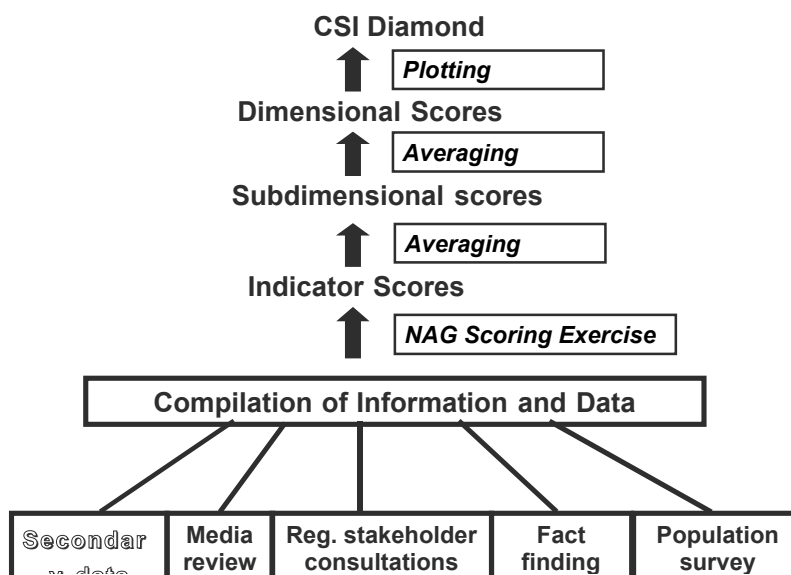 CSI Diamond
Plotting
Dimensional Scores
Averaging
Subdimensional scores
Averaging
Indicator Scores
NAG Scoring Exercise
Compilation of Information and Data
Secondar
y data
Media
review
Reg. stakeholder
consultations
Fact
finding
Population
survey